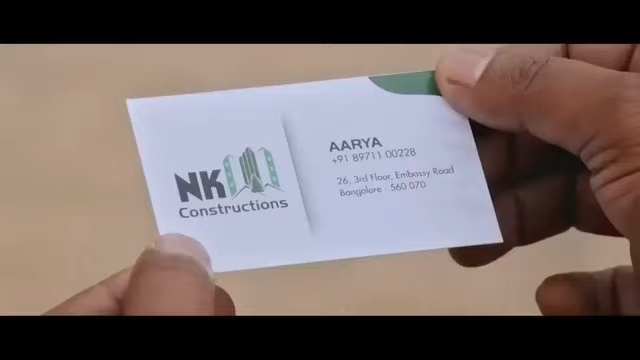 NK
Constructions
AARYA
+91 89711 00228
26, 3rd Floor, Embassy Road
Bangalore - 560 070